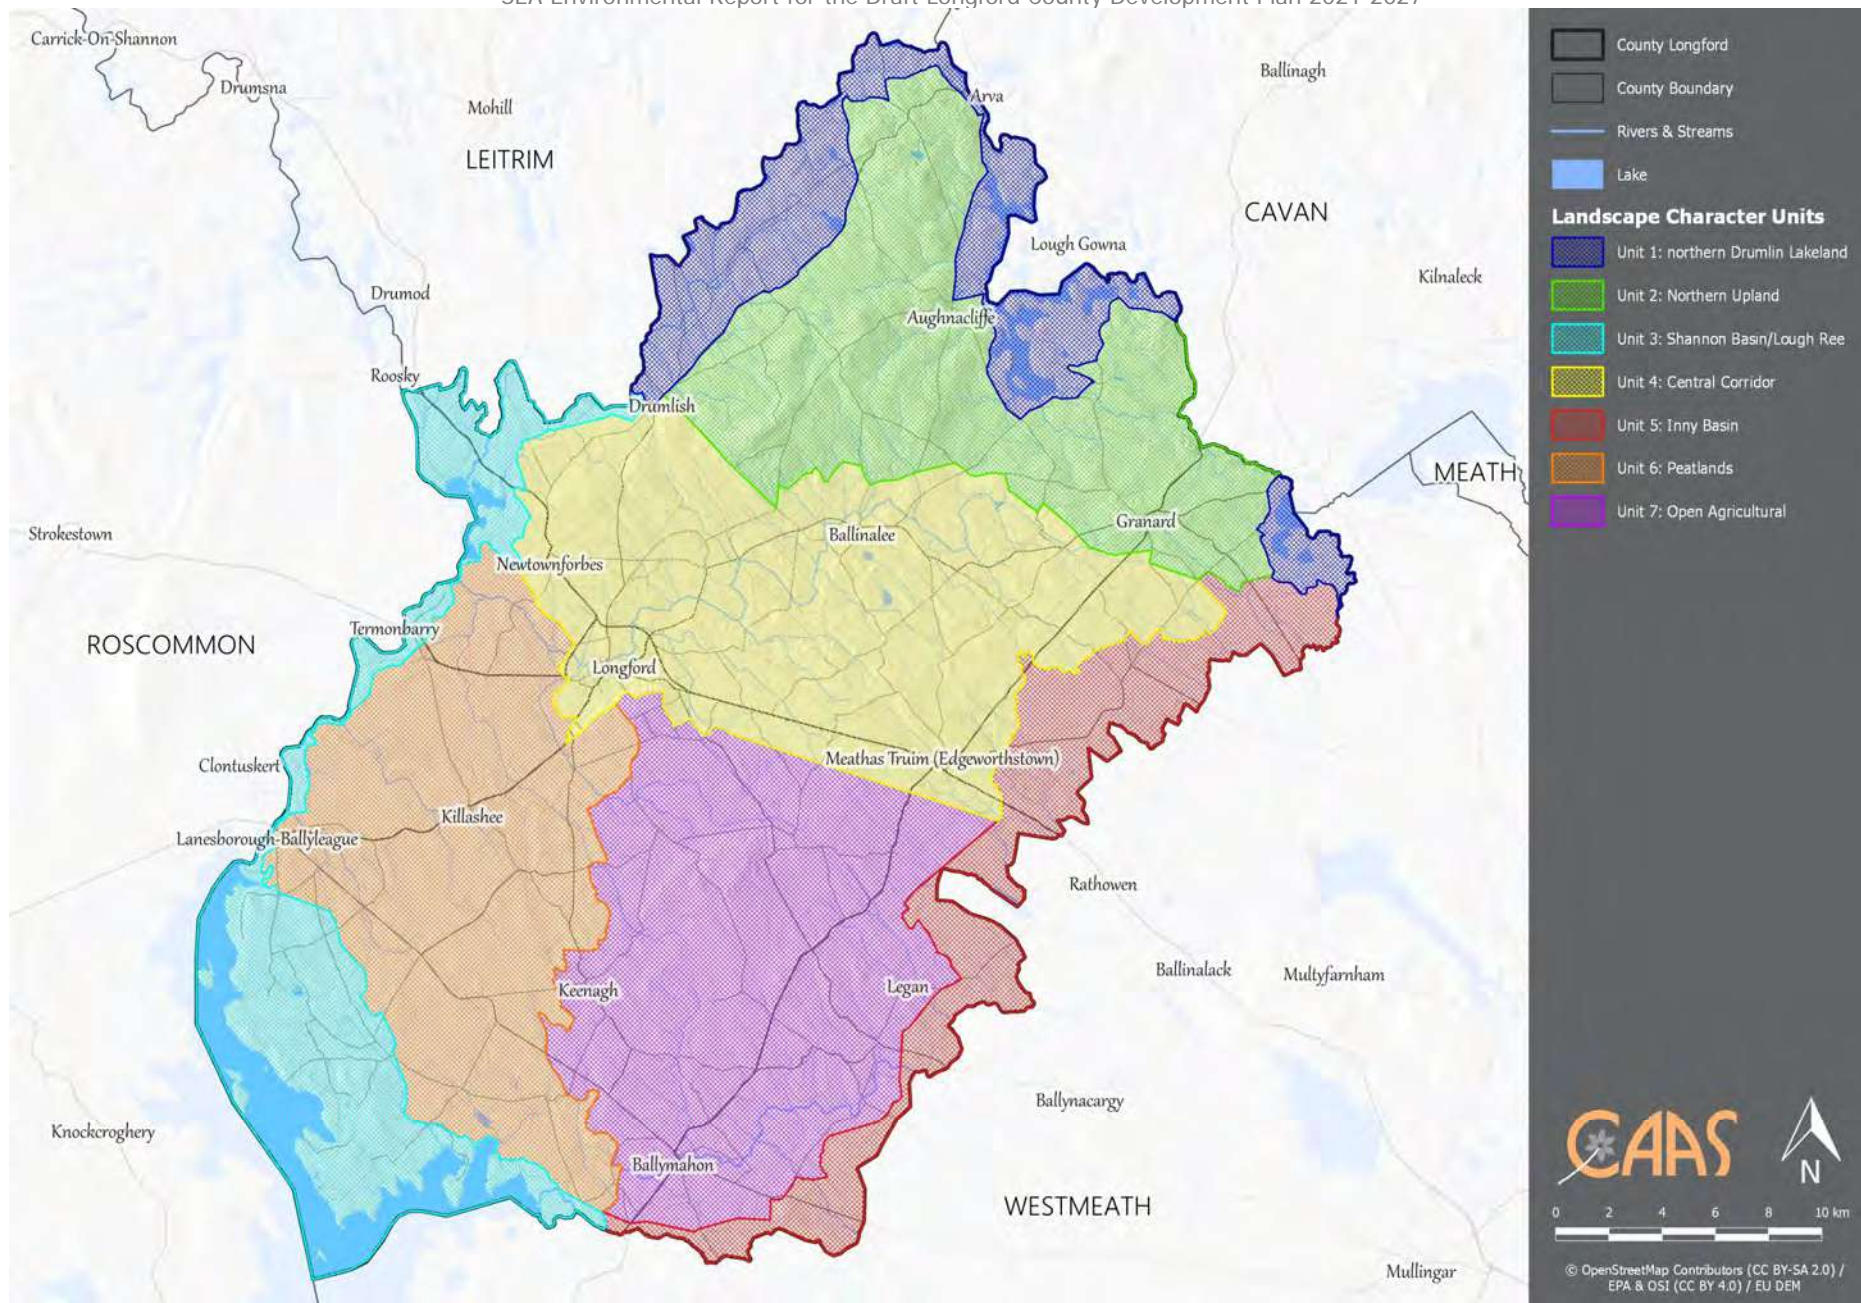 SEA Environmental Report for the Draft Longford County Development Plan 2021-2027
Carrick-On-Shannon
Drumsna
Mohill
LEITRIM
Arva
Ballinagh
CAVAN
Lough Gowna
Kilnaleck
Drumod
Aughnacliffe
Roosky
Drumlish
MEATH
Strokestown
Granard
Ballinalee
Newtownforbes
Termonbarry
ROSCOMMON
Longford
Meathas Truim (Edgeworthstown)
Clontuskert
Killashee
Lanesborough-Ballyleague
Rathowen
Ballinalack
Multyfarnham
Keenagh
Legan
Ballynacargy
Knockcroghery
Ballymahon
WESTMEATH
Mullingar
County Longford
County Boundary
Rivers & Streams
Lake
Landscape Character Units
Unit 1: northern Drumlin Lakeland
Unit 2: Northern Upland
Unit 3: Shannon Basin/Lough Ree
Unit 4: Central Corridor
Unit 5: Inny Basin
Unit 6: Peatlands
Unit 7: Open Agricultural
CAAS
N
0 2 4 6 8 10 km
© OpenStreetMap Contributors (CC BY-SA 2.0) /
EPA & OSI (CC BY 4.0) / EU DEM